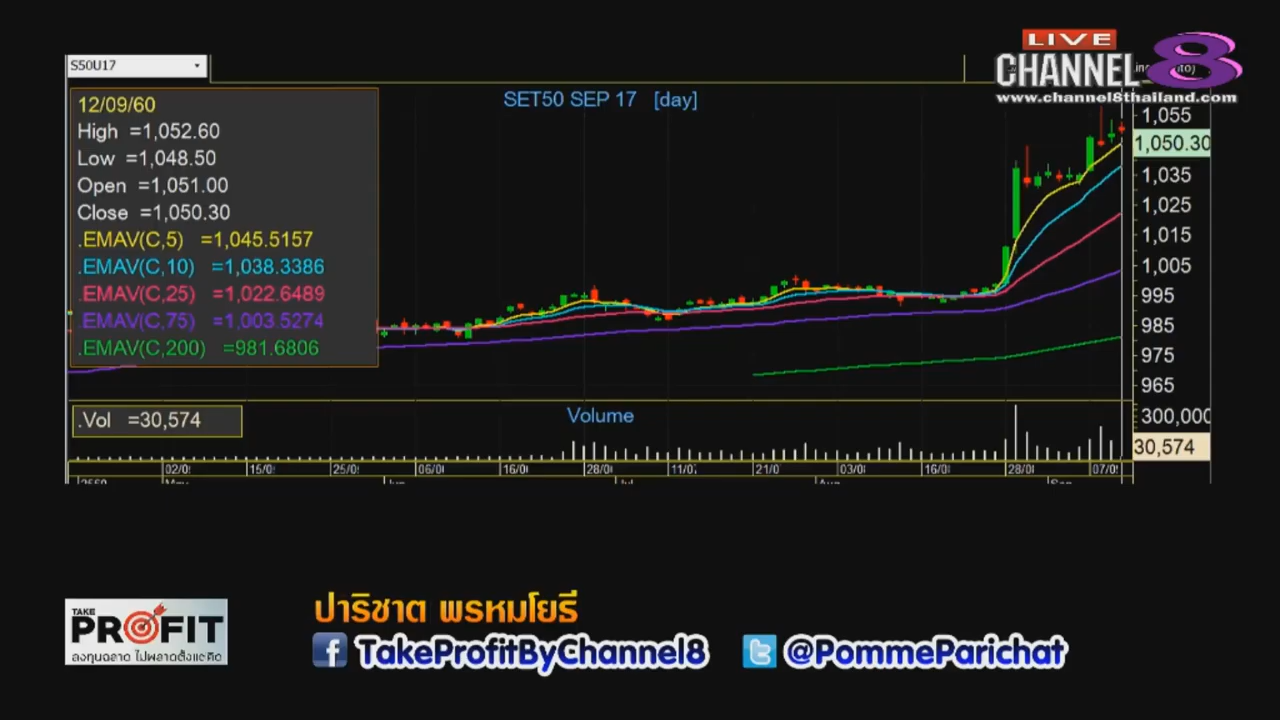 LIVE
CHANNEL 8
www.channel8thailand.com
S50U17
SET50 SEP 17 [day]
12/09/60
High =1,052.60
Low =1,048.50
Open =1,051.00
Close =1,050.30
.EMAV(C,5) =1,045.5157
.EMAV(C,10) =1,038.3386
.EMAV(C,25) =1,022.6489
.EMAV(C,75) =1,003.5274
.EMAV(C,200) =981.6806
1,055
1,050.30
1,035
1,025
1,015
1,005
995
985
975
965
.Vol =30,574
Volume
300,000
30,574
02/0 15/0 25/0 06/0 16/0 28/0 11/0 21/0 03/0 16/0 28/0 07/0
TAKE
PROFIT
ลงทุนฉลาด ไม่พลาดตั้งแต่คิด
ปาริชาต พรหมโยธี
TakeProfitByChannel8 @PommeParichat